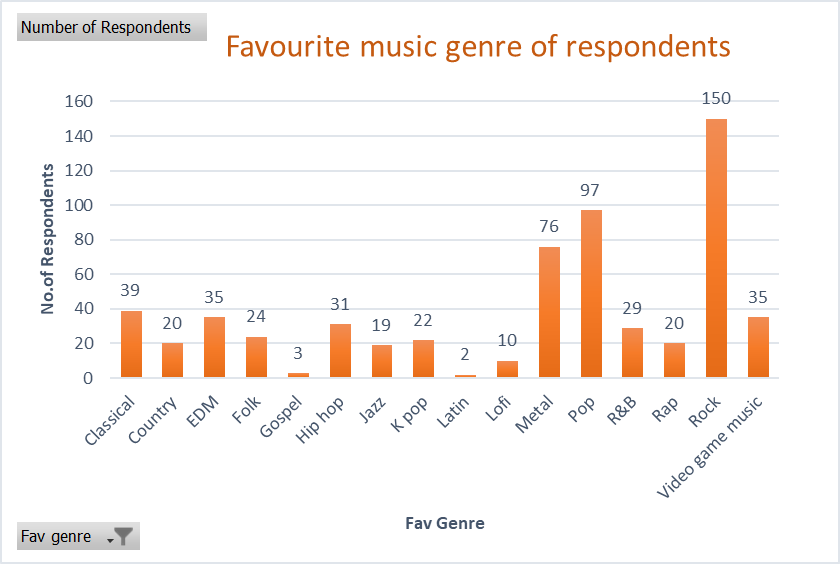 Number of Respondents
Favourite music genre of respondents
No.of Respondents
160
140
120
100
80
60
40
20
0
39
20
35
24
3
31
19
22
2
10
76
97
29
20
150
35
Classical
Country
EDM
Folk
Gospel
Hip hop
Jazz
K pop
Latin
Lofi
Metal
Pop
R&B
Rap
Rock
Video game music
Fav Genre
Fav genre